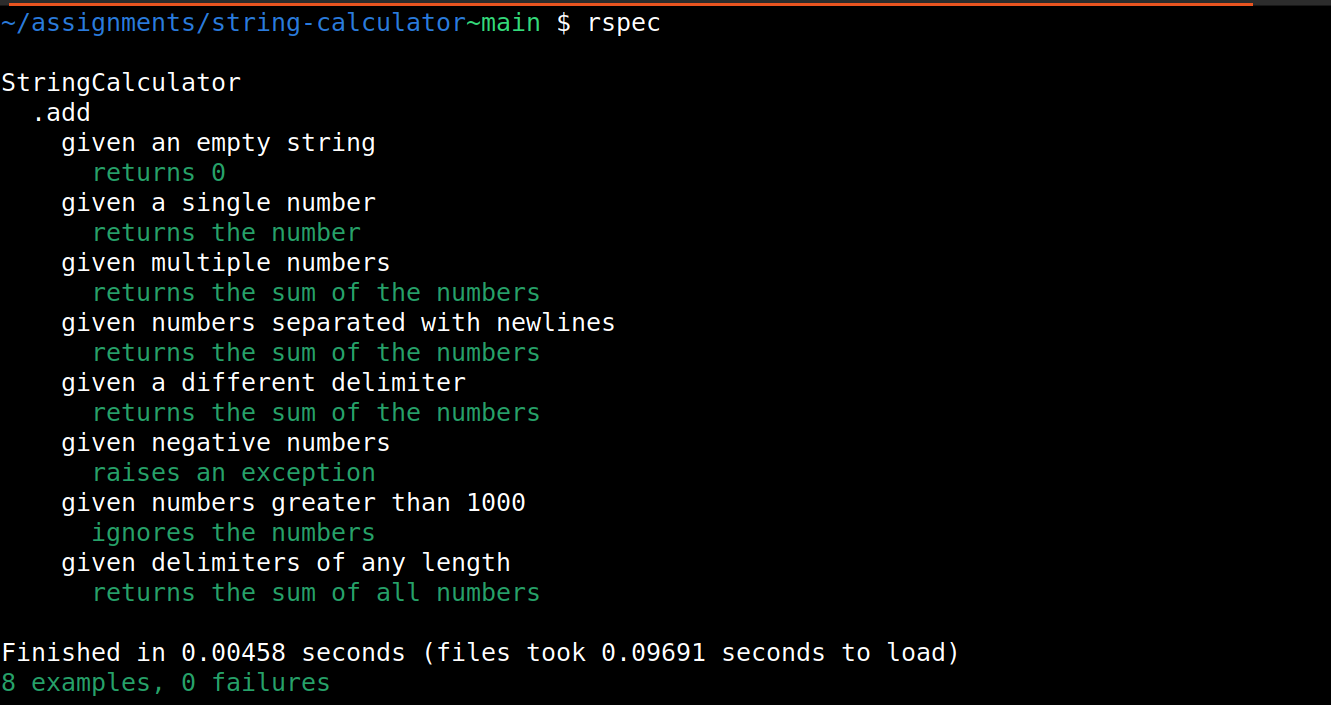 ~/assignments/string-calculator~main $ rspec
StringCalculator
.add
given an empty string
returns 0
given a single number
returns the number
given multiple numbers
returns the sum of the numbers
given numbers separated with newlines
returns the sum of the numbers
given a different delimiter
returns the sum of the numbers
given negative numbers
raises an exception
given numbers greater than 1000
ignores the numbers
given delimiters of any length
returns the sum of all numbers
Finished in 0.00458 seconds (files took 0.09691 seconds to load)
8 examples, 0 failures